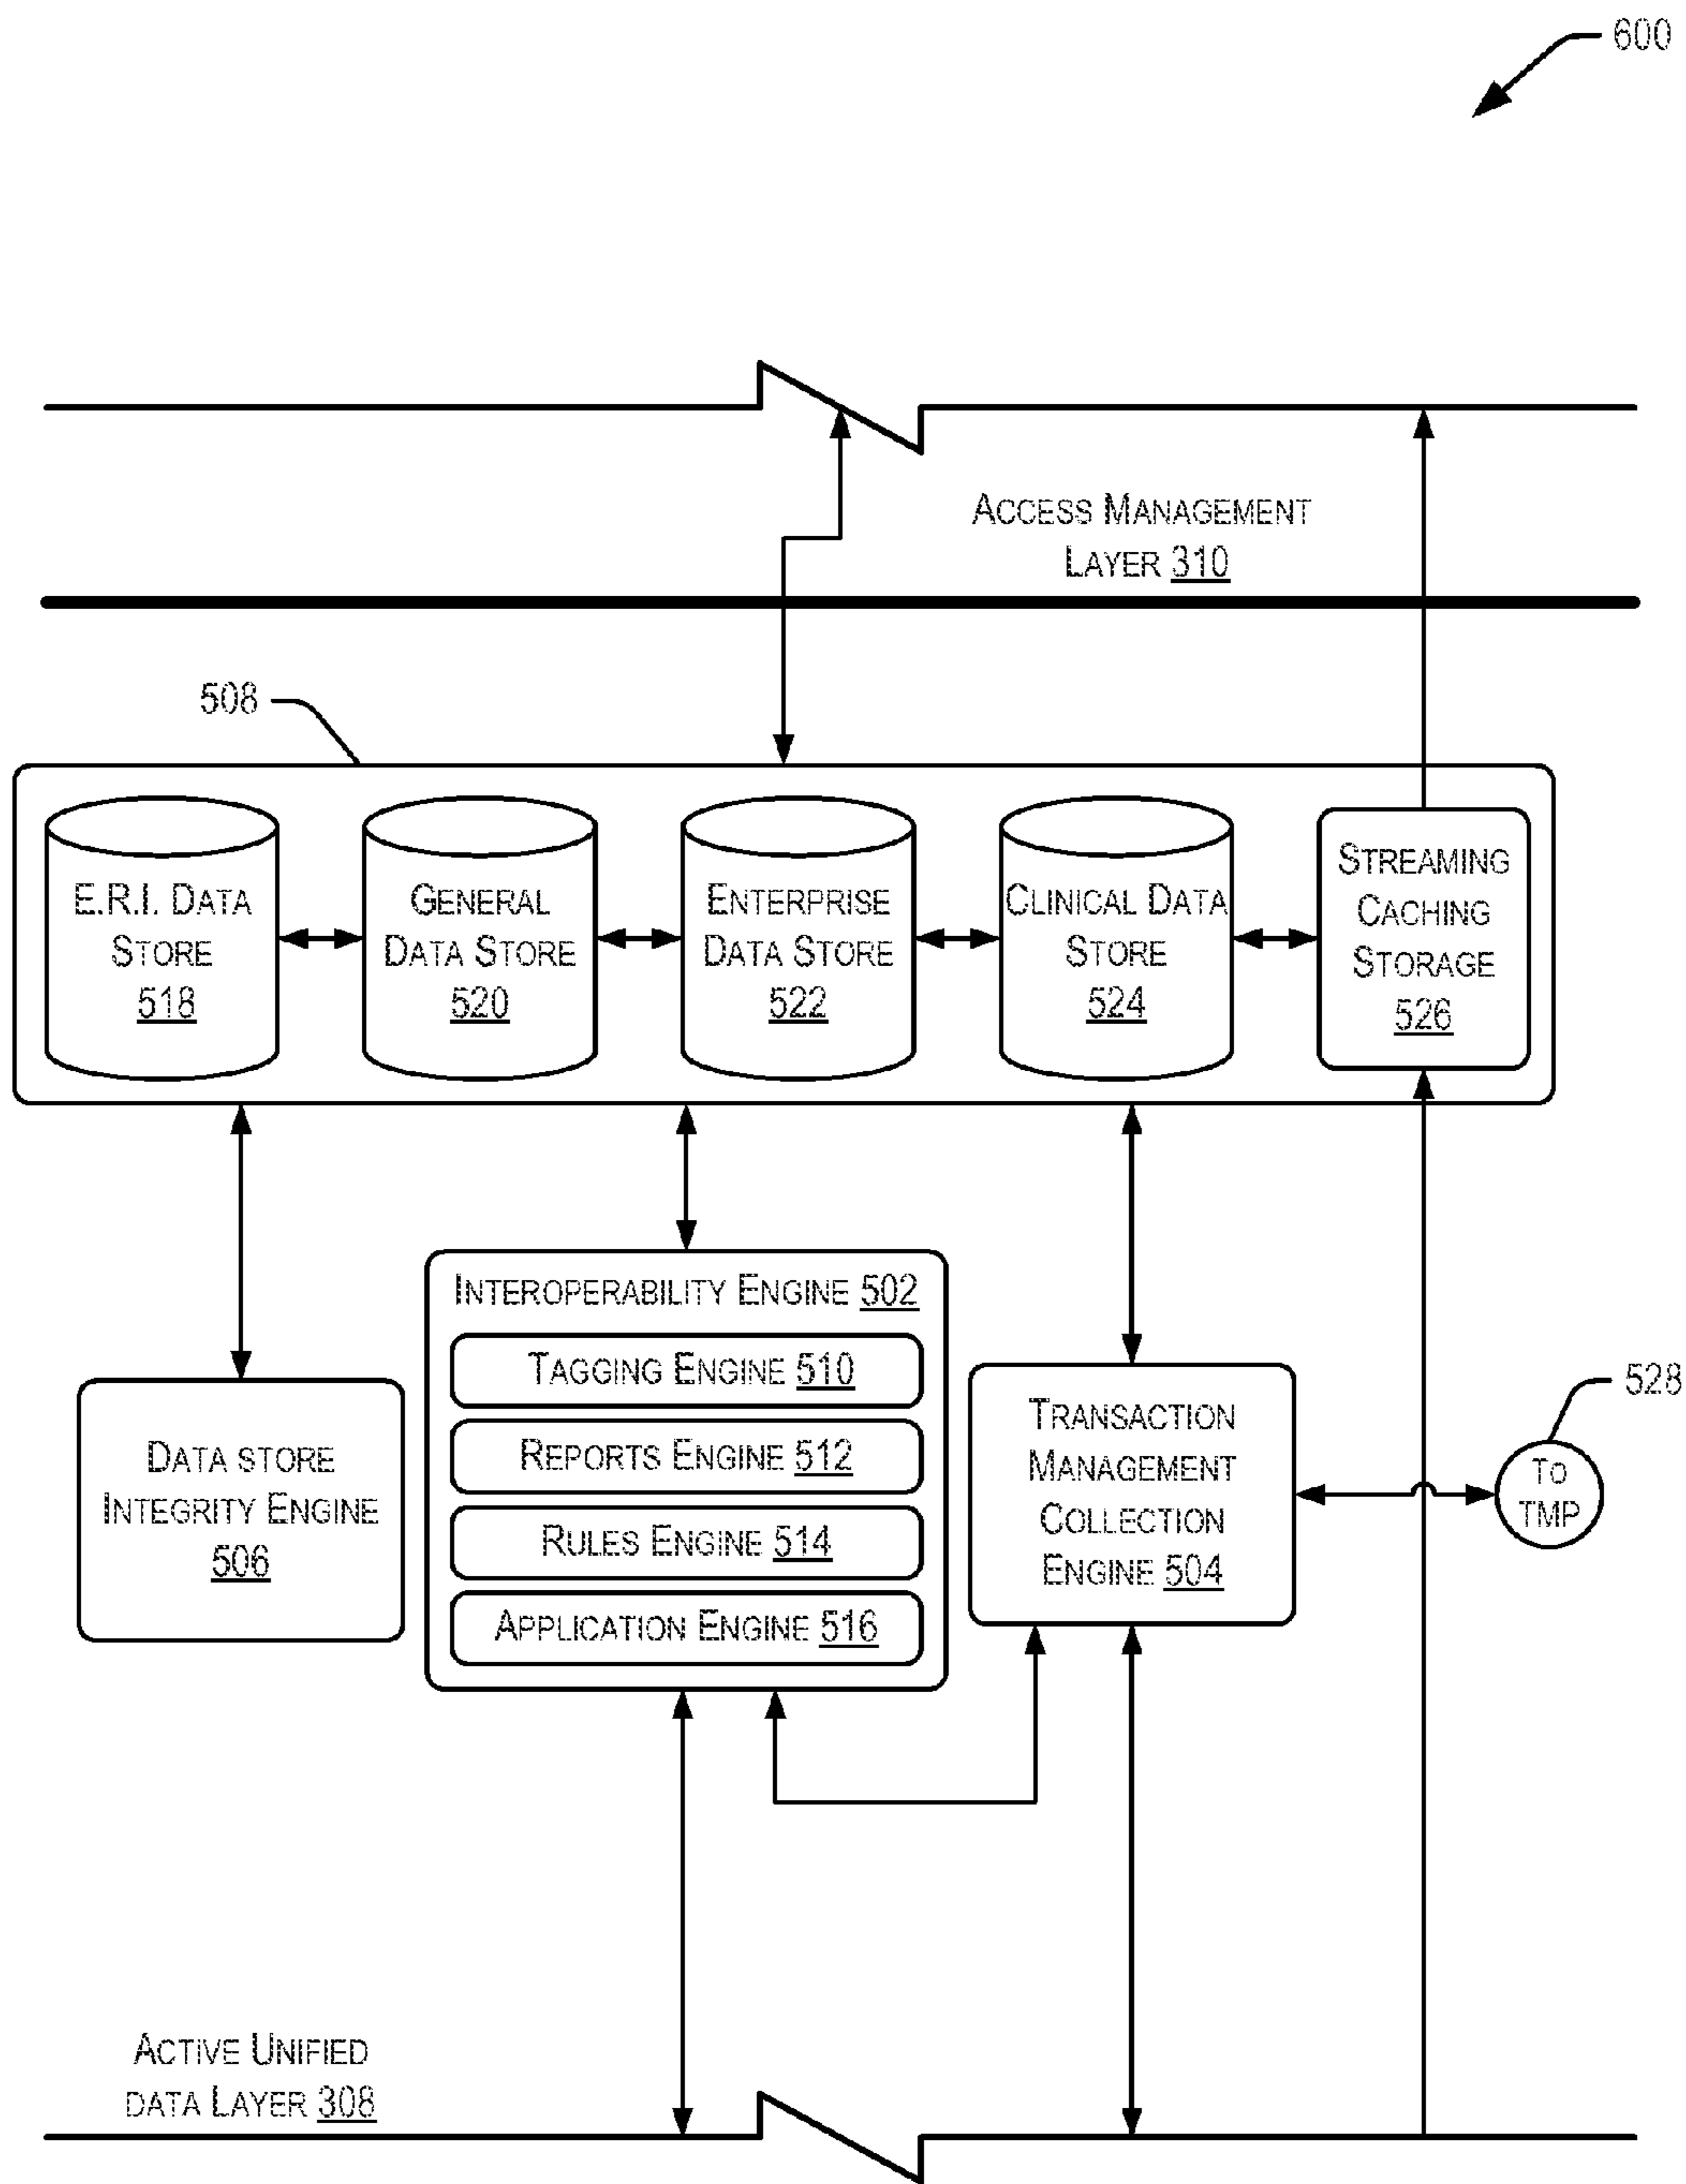 600
ACCESS MANAGEMENT
LAYER 310
508
E.R.I. DATA
STORE
518
GENERAL
DATA STORE
520
ENTERPRISE
DATA STORE
522
CLINICAL DATA
STORE
524
STREAMING
CACHING
STORAGE
526
INTEROPERABILITY ENGINE 502
TAGGING ENGINE 510
REPORTS ENGINE 512
RULES ENGINE 514
APPLICATION ENGINE 516
DATA STORE
INTEGRITY ENGINE
506
TRANSACTION
MANAGEMENT
COLLECTION
ENGINE 504
528
TO
TMP
ACTIVE UNIFIED
DATA LAYER 308